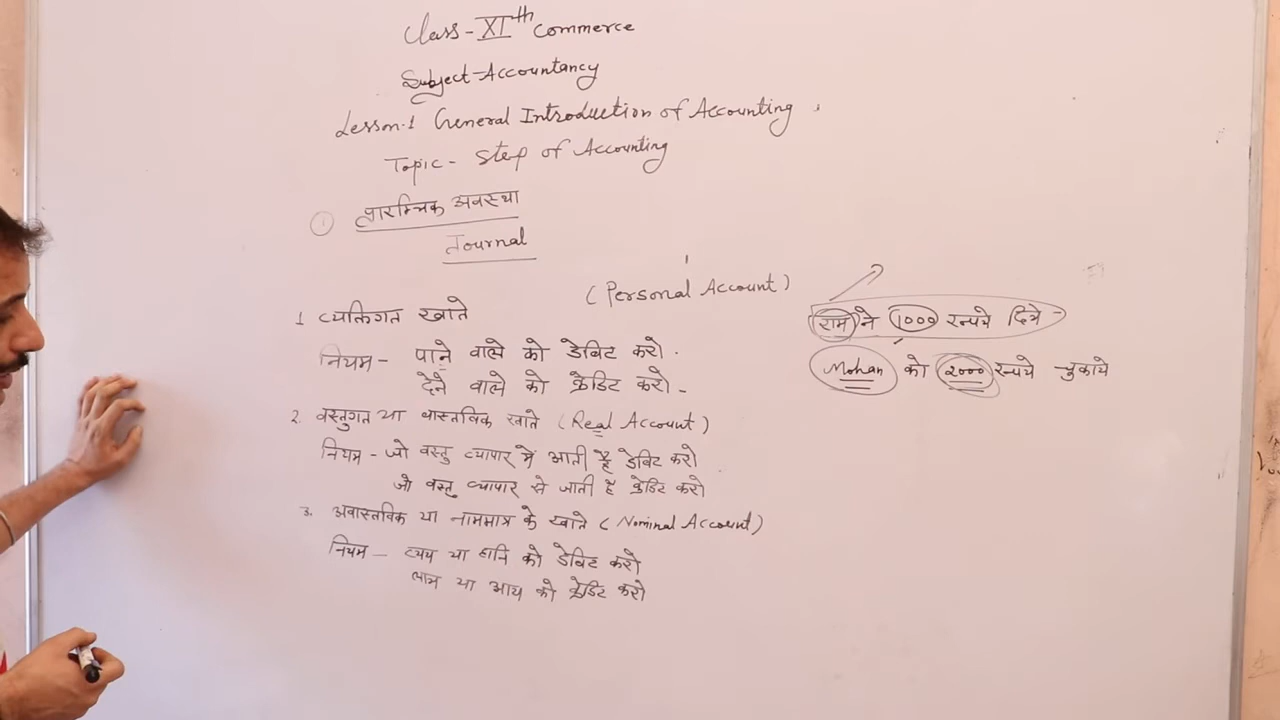 Class-XIth Commerce
Subject-Accountancy
Lesson-1 General Introduction of Accounting.
Topic- Step of Accounting
① प्रारम्भिक अवस्था
Journal
(Personal Account)
1 व्यक्तिगत खाते
नियम- पाने वाले को डेबिट करो.
देने वाले को क्रेडिट करो-
2. वस्तुगत या वास्तविक खाते (Real Account)
नियम- जो वस्तु व्यापार में आती है डेबिट करो
जो वस्तु व्यापार से जाती है क्रेडिट करो
3. अवास्तविक या नाममात्र के खाते (Nominal Account)
नियम- व्यय या हानि को डेबिट करो
लाभ या आय को क्रेडिट करो
राम ने 1000 रुपये दिये-
Mohan को 2000 रुपये चुकाये